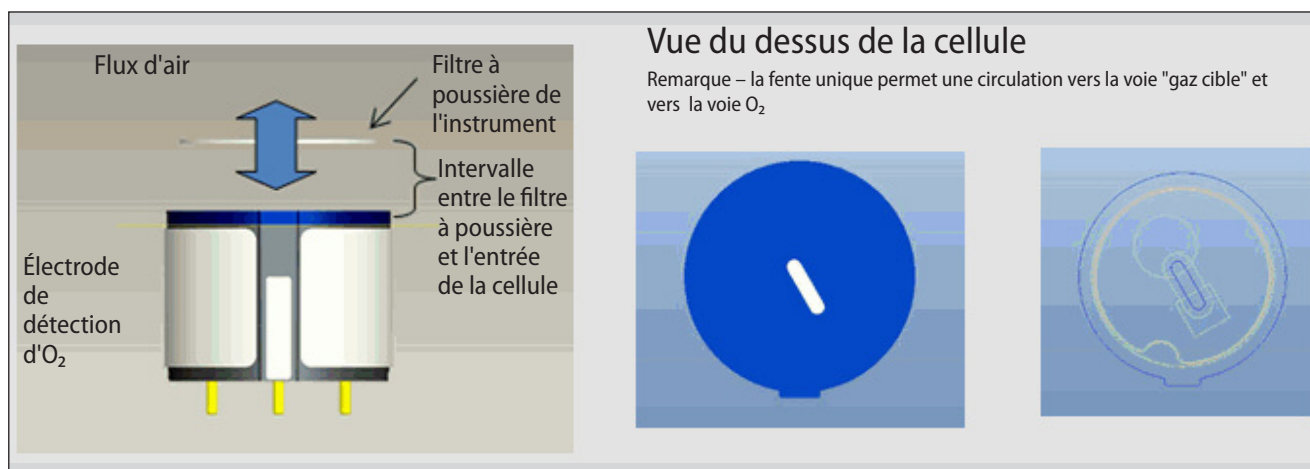 Flux d'air
Filtre à
poussière de
l'instrument
Intervalle
entre le filtre
à poussière
et l'entrée
de la cellule
Électrode
de
détection
d'O₂
Vue du dessus de la cellule
Remarque – la fente unique permet une circulation vers la voie "gaz cible" et
vers la voie O₂